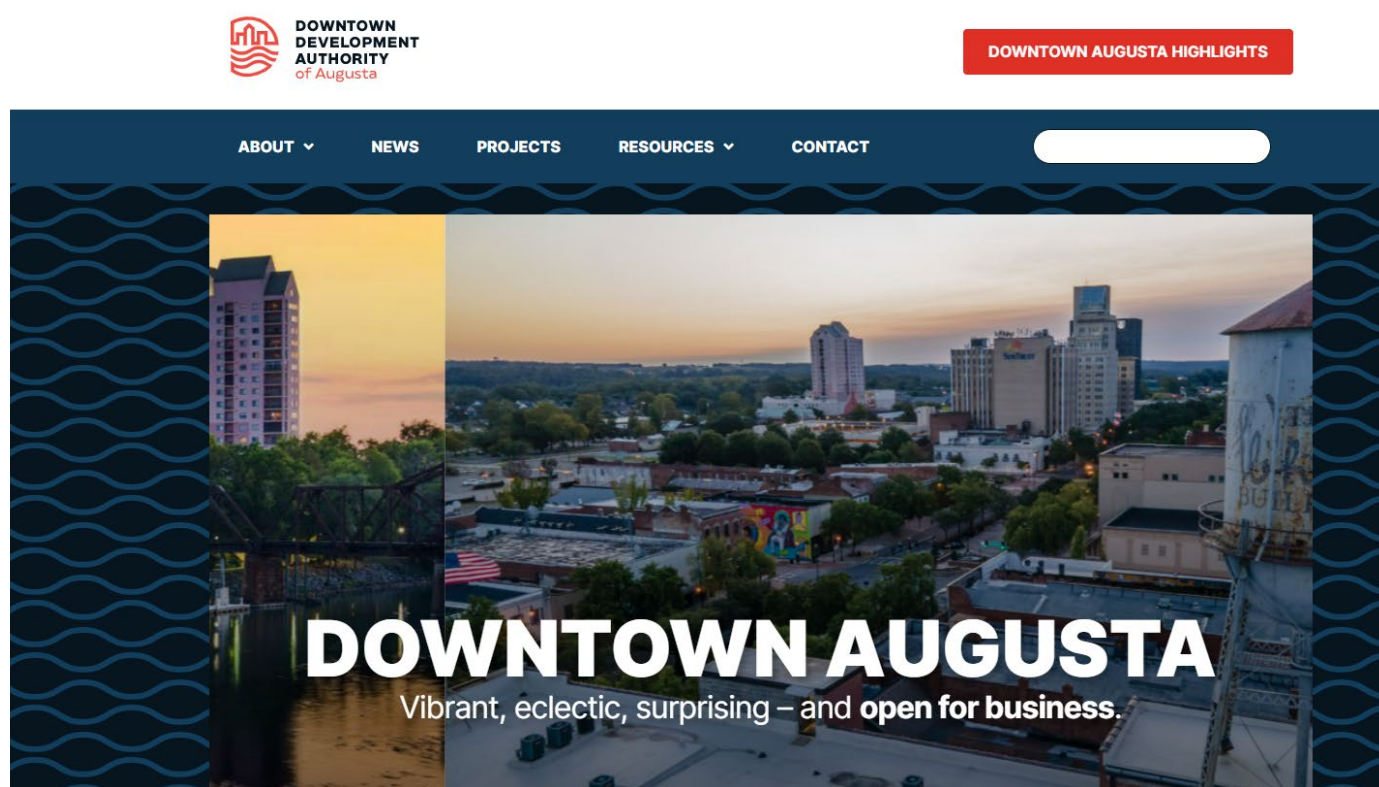 DOWNTOWN
DEVELOPMENT
AUTHORITY
of Augusta
DOWNTOWN AUGUSTA HIGHLIGHTS
ABOUT
NEWS
PROJECTS
RESOURCES
CONTACT
DOWNTOWN AUGUSTA
Vibrant, eclectic, surprising – and open for business.